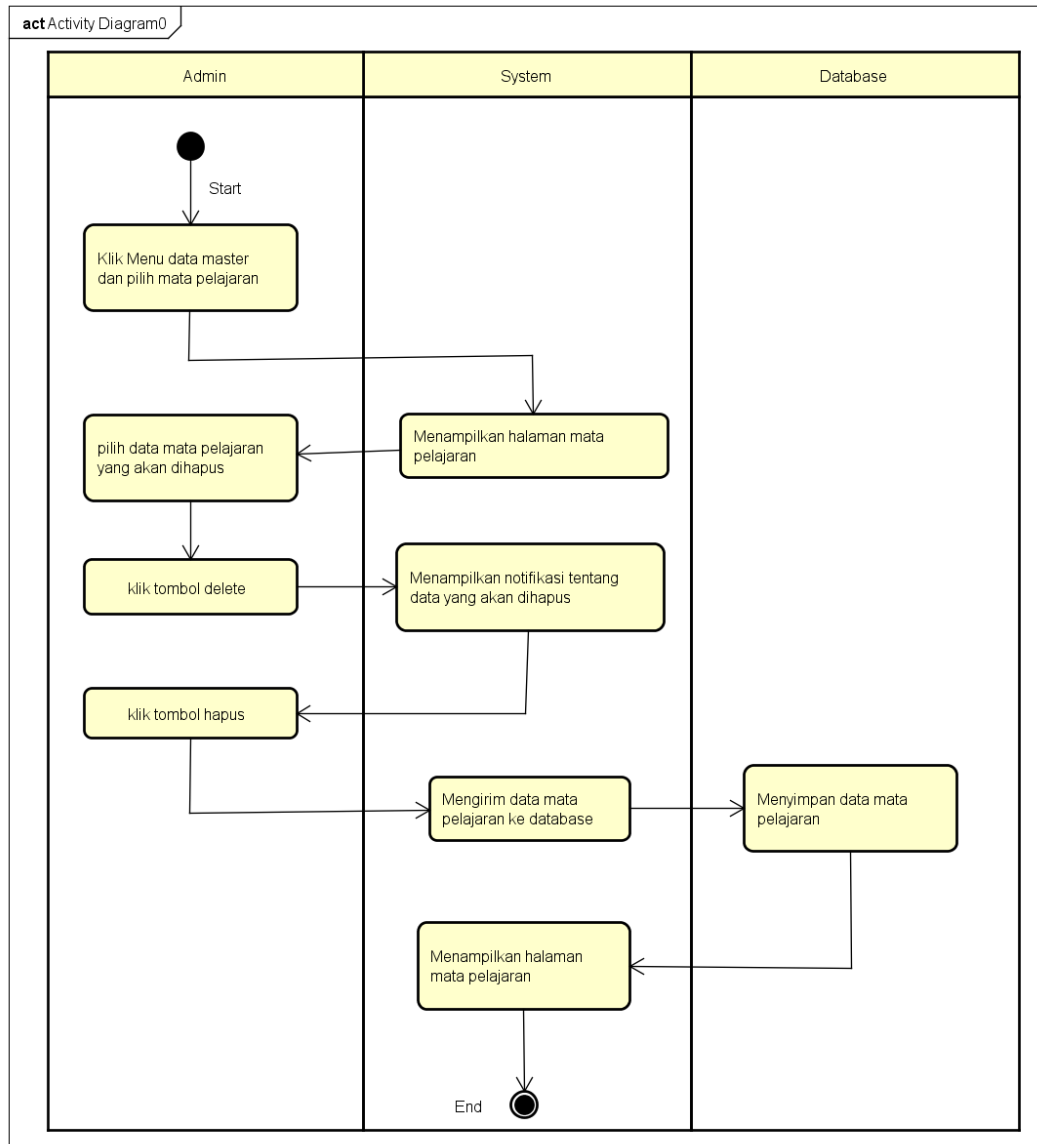 act Activity Diagram0
Admin
System
Database
Start
Klik Menu data master
dan pilih mata pelajaran
Menampilkan halaman mata
pelajaran
pilih data mata pelajaran
yang akan dihapus
klik tombol delete
Menampilkan notifikasi tentang
data yang akan dihapus
klik tombol hapus
Mengirim data mata
pelajaran ke database
Menyimpan data mata
pelajaran
Menampilkan halaman
mata pelajaran
End